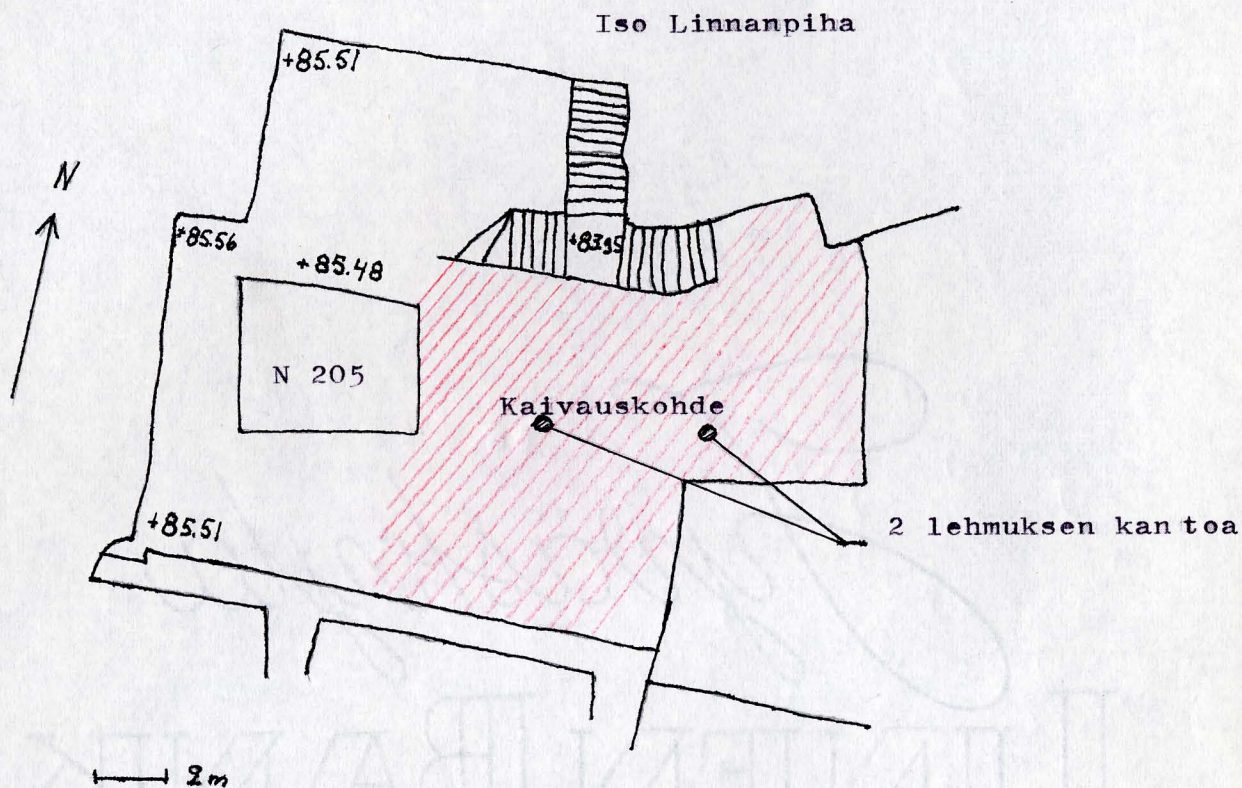 Iso Linnanpiha
+85.51
N
+85.56
+83.95
+85.48
N 205
Kaivauskohde
+85.51
2 lehmuksen kantoa
2m